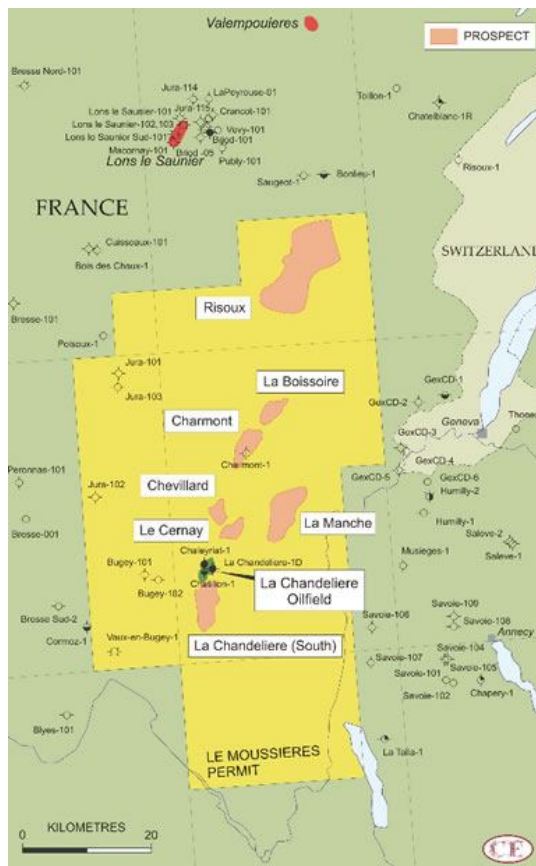 Valempouieres
PROSPECT
Bresse Nord-101
Jura-114
LaPeyrouse-01
Toillon-1
Chatelblanc-1R
Lons le Saunier-101
Jura-115
Crancot-101
Lons le Saunier-102,103
Vevy-101
Lons le Saunier Sud-101
Briod-101
Macornay-101
Briod -05
Publy-101
Lons le Saunier
Risoux-1
Saugeot-1
Bonlieu-1
FRANCE
SWITZERLAND
Cuisseaux-101
Bois des Chaux-1
Risoux
Bresse-101
Poisoux-1
Jura-101
Jura-103
La Boissoire
GexCD-1
GexCD-2
Charmont
Geneva
GexCD-3
Charmont-1
GexCD-4
GexCD-5
Peronnas-101
Chevillard
GexCD-6
Jura-102
Humilly-2
La Manche
Bresse-001
Le Cernay
Humilly-1
Saleve-2
Saleve-1
Chaleyriat-1
La Chandeliere-1D
Musieges-1
Bugey-101
La Chandeliere
Oilfield
Chatillon-1
Bugey-102
Bresse Sud-2
Savoie-109
Savoie-106
Savoie-108
Cormoz-1
Annecy
Vaux-en-Bugey-1
La Chandeliere (South)
Savoie-104
Savoie-107
Savoie-105
Savoie-101
Savoie-102
Chapery-1
Blyes-101
La Talla-1
LE MOUSSIERES
PERMIT
KILOMETRES
0 20
CE